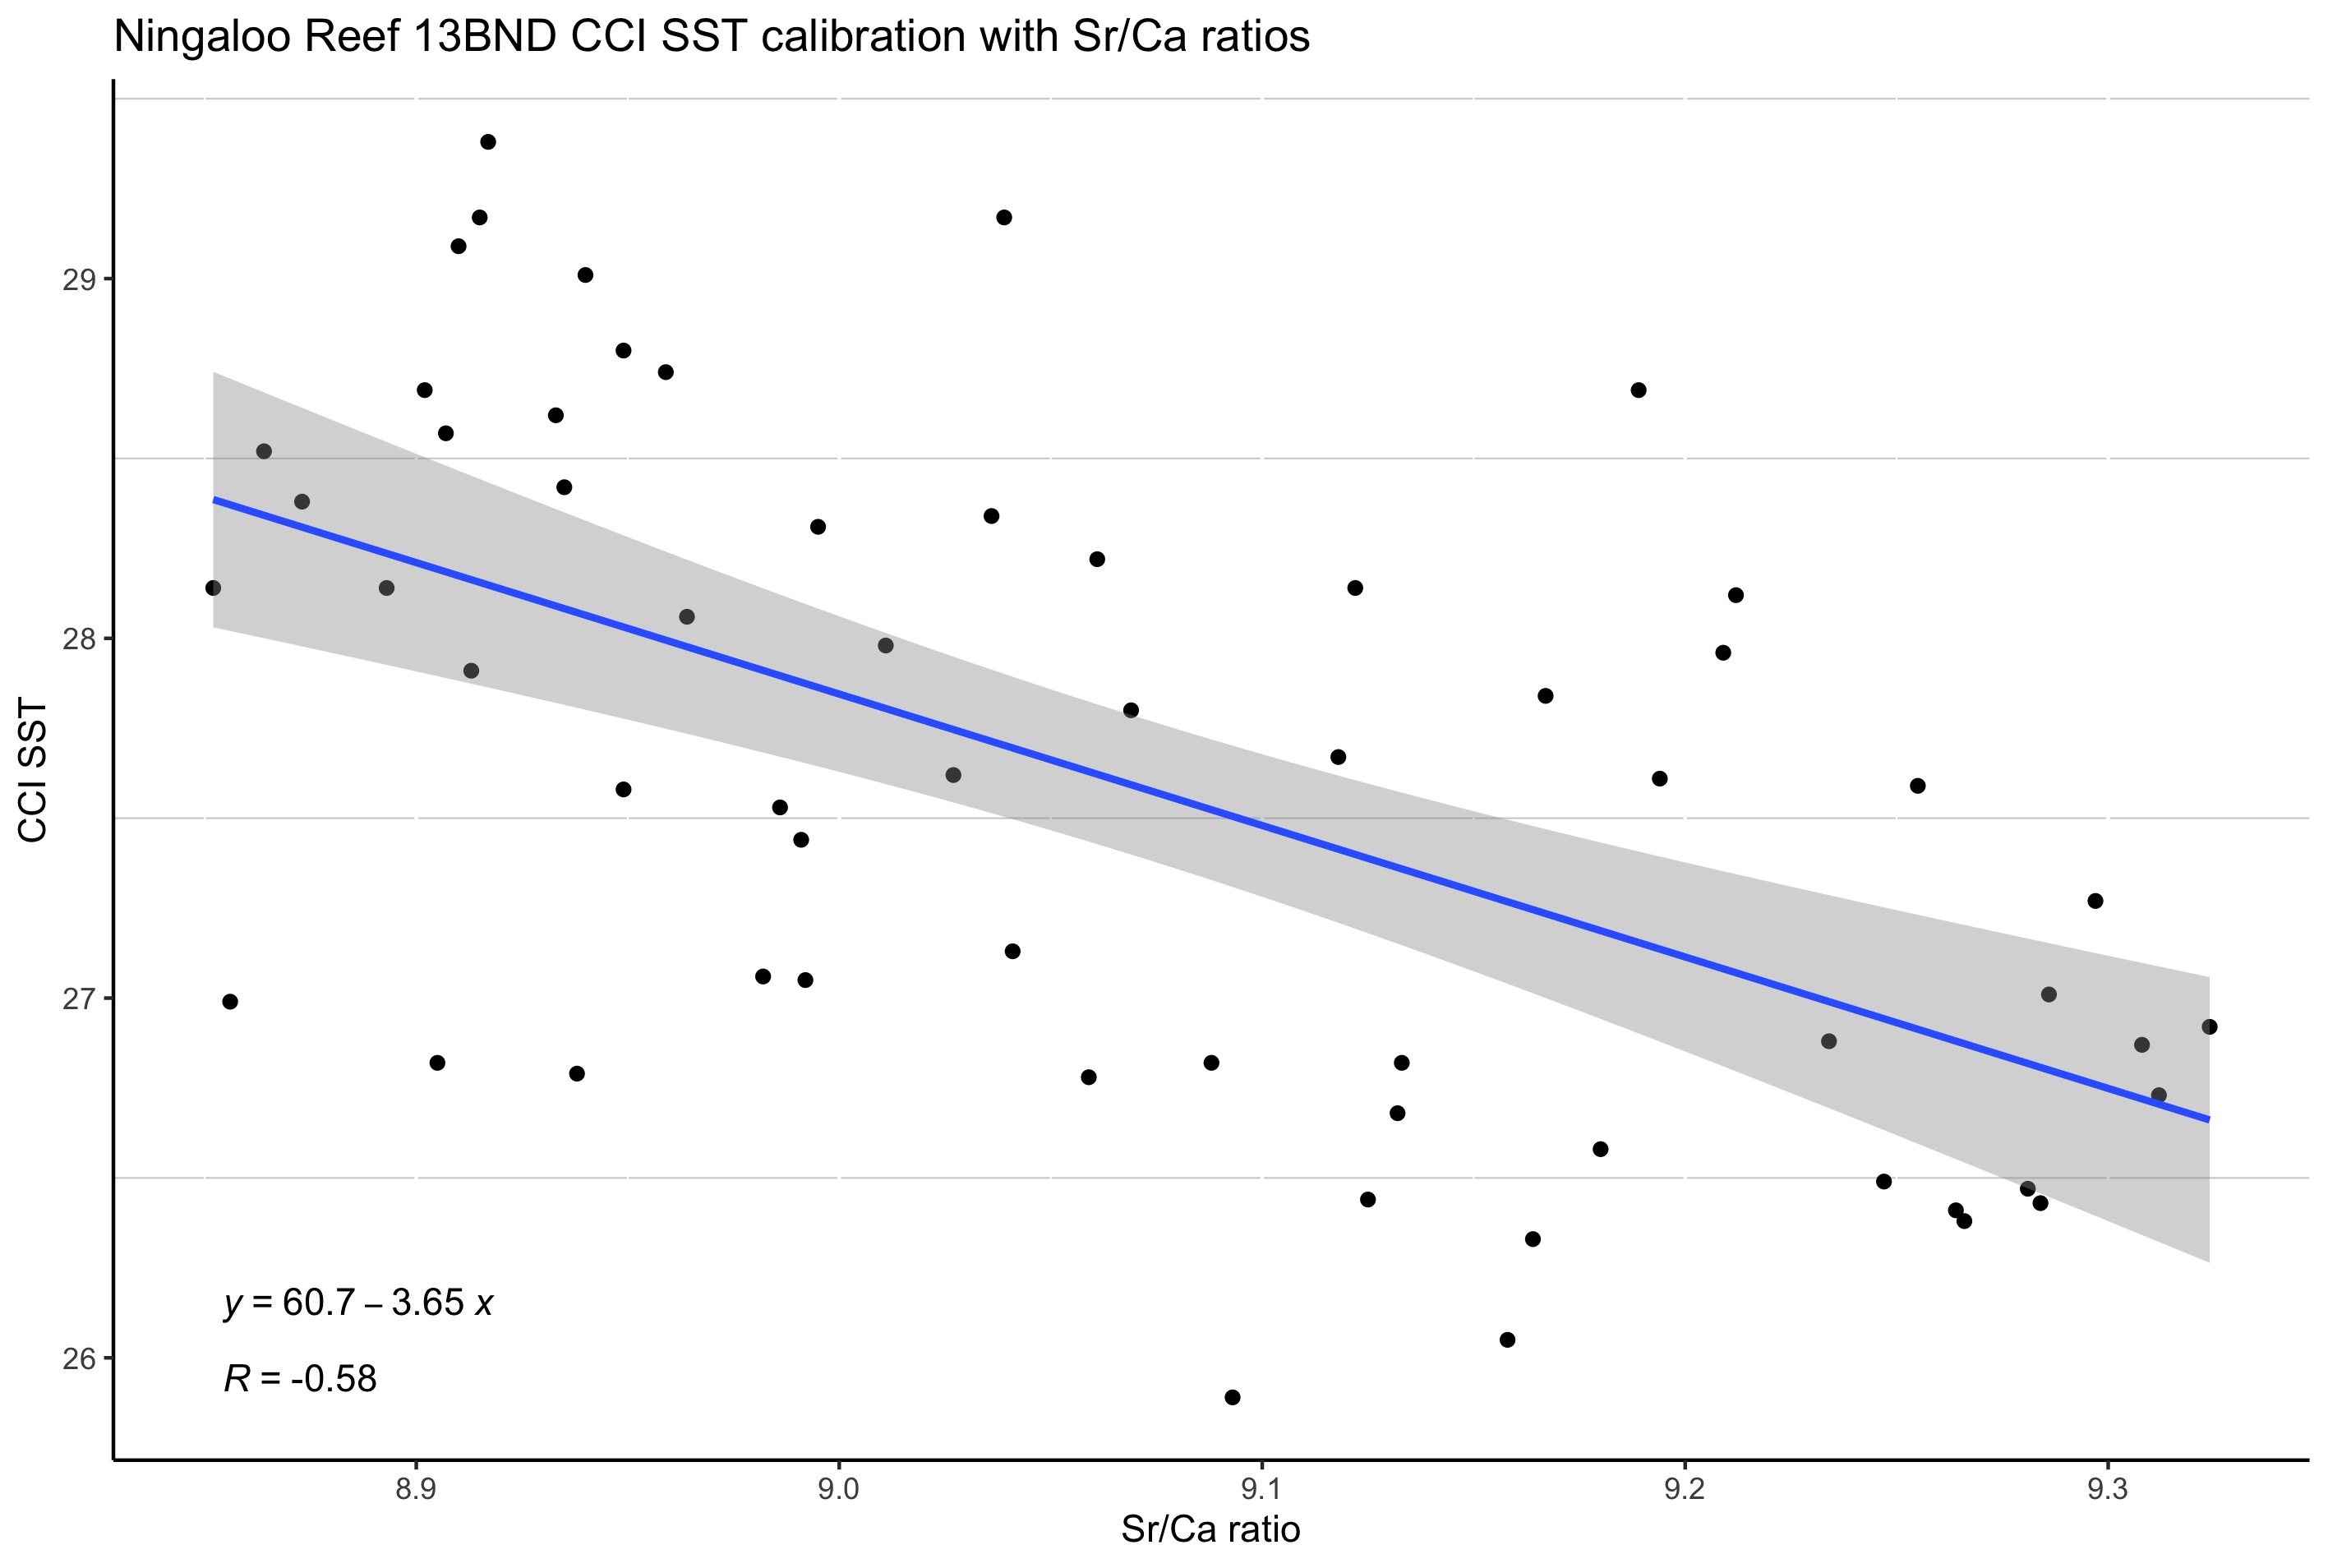 Ningaloo Reef 13BND CCI SST calibration with Sr/Ca ratios
29
28
27
26
CCI SST
y = 60.7 – 3.65 x
R = -0.58
8.9 9.0 9.1 9.2 9.3
Sr/Ca ratio